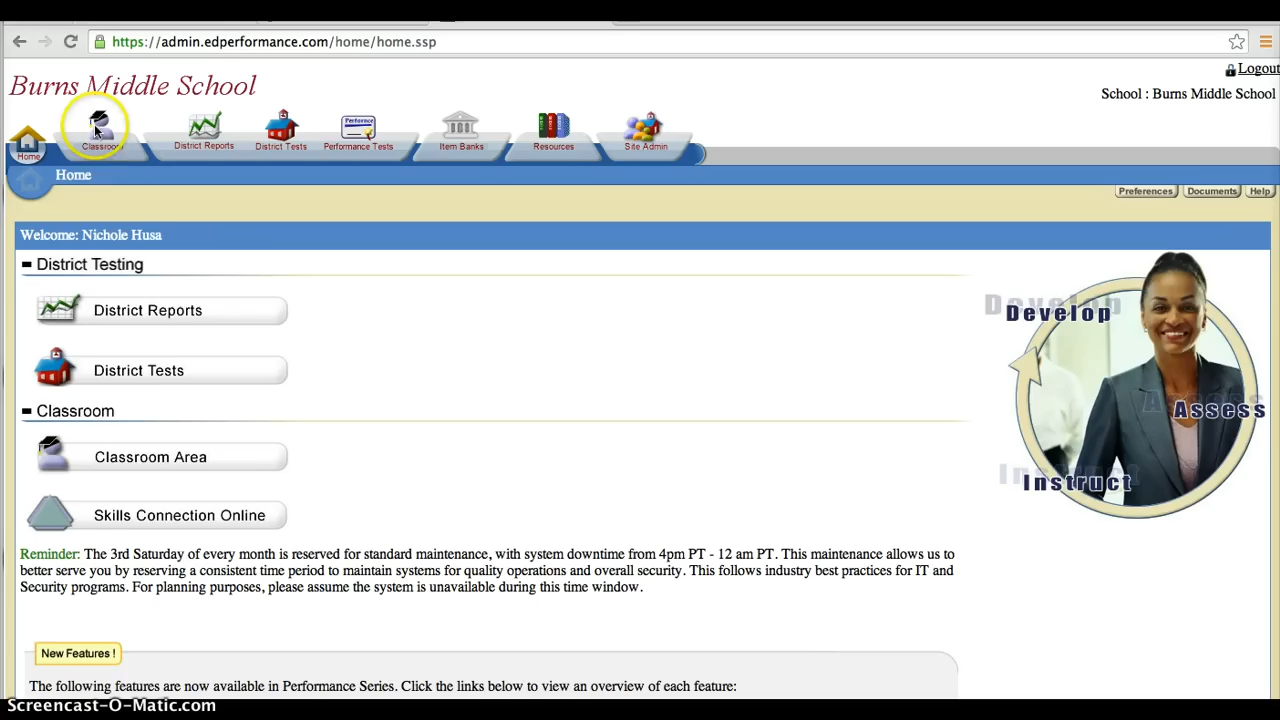 https://admin.edperformance.com/home/home.ssp
Logout
Burns Middle School
School : Burns Middle School
Home
Classroom
District Reports
District Tests
Performance
Performance Tests
Item Banks
Resources
Site Admin
Home
Preferences
Documents
Help
Welcome: Nichole Husa
District Testing
District Reports
District Tests
Classroom
Classroom Area
Skills Connection Online
Develop
Develop
Assess
Assess
Instruct
Instruct
Reminder: The 3rd Saturday of every month is reserved for standard maintenance, with system downtime from 4pm PT - 12 am PT. This maintenance allows us to
better serve you by reserving a consistent time period to maintain systems for quality operations and overall security. This follows industry best practices for IT and
Security programs. For planning purposes, please assume the system is unavailable during this time window.
New Features !
The following features are now available in Performance Series. Click the links below to view an overview of each feature:
Screencast-O-Matic.com